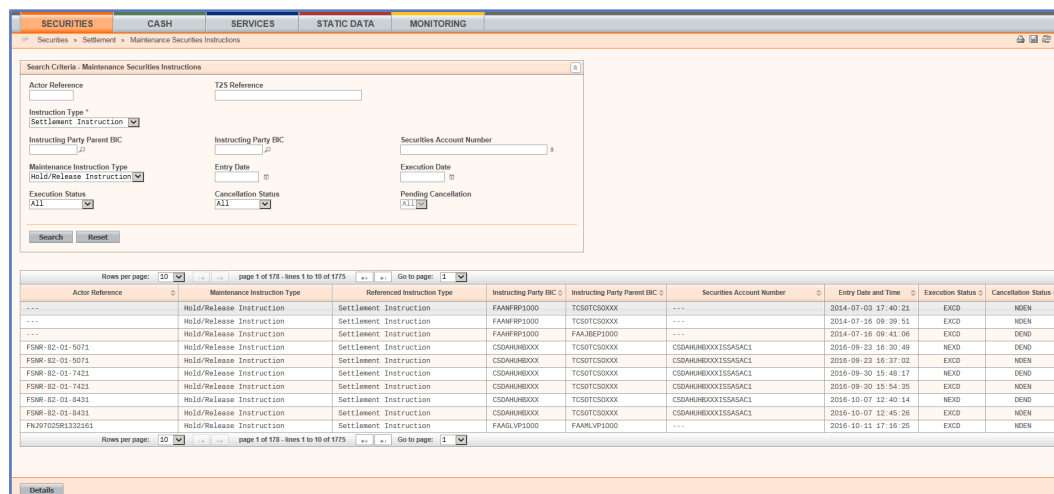 SECURITIES CASH SERVICES STATIC DATA MONITORING
Securities » Settlement » Maintenance Securities Instructions
Search Criteria - Maintenance Securities Instructions
Actor Reference T2S Reference
Instruction Type *
Settlement Instruction
Instructing Party Parent BIC Instructing Party BIC Securities Account Number
Maintenance Instruction Type Entry Date Execution Date
Hold/Release Instruction
Execution Status Cancellation Status Pending Cancellation
All All All
Search Reset
Rows per page: 10 page 1 of 178 - lines 1 to 10 of 1775 Go to page: 1
Actor Reference Maintenance Instruction Type Referenced Instruction Type Instructing Party BIC Instructing Party Parent BIC Securities Account Number Entry Date and Time Execution Status Cancellation Status
--- Hold/Release Instruction Settlement Instruction FAANFRP1000 TCSOTCSOXXX --- 2014-07-03 17:40:21 EXCD NDEN
--- Hold/Release Instruction Settlement Instruction FAANFRP1000 TCSOTCSOXXX --- 2014-07-16 09:39:51 EXCD NDEN
--- Hold/Release Instruction Settlement Instruction FAAHFRP1000 FAAJBEP1000 --- 2014-07-16 09:41:06 DEND DEND
FSNR-82-01-5071 Hold/Release Instruction Settlement Instruction CSDAHUHBXXX TCSOTCSOXXX CSDAHUHBXXXISSASAC1 2016-09-23 16:30:49 NEXD DEND
FSNR-82-01-5071 Hold/Release Instruction Settlement Instruction CSDAHUHBXXX TCSOTCSOXXX CSDAHUHBXXXISSASAC1 2016-09-23 16:37:02 EXCD NDEN
FSNR-82-01-7421 Hold/Release Instruction Settlement Instruction CSDAHUHBXXX TCSOTCSOXXX CSDAHUHBXXXISSASAC1 2016-09-30 15:48:17 NEXD DEND
FSNR-82-01-7421 Hold/Release Instruction Settlement Instruction CSDAHUHBXXX TCSOTCSOXXX CSDAHUHBXXXISSASAC1 2016-09-30 15:54:35 EXCD NDEN
FSNR-82-01-8431 Hold/Release Instruction Settlement Instruction CSDAHUHBXXX TCSOTCSOXXX CSDAHUHBXXXISSASAC1 2016-10-07 12:40:14 NEXD DEND
FSNR-82-01-8431 Hold/Release Instruction Settlement Instruction CSDAHUHBXXX TCSOTCSOXXX CSDAHUHBXXXISSASAC1 2016-10-07 12:45:26 EXCD NDEN
FNJ97025R1332161 Hold/Release Instruction Settlement Instruction FAAGLVP1000 FAAMLVP1000 --- 2016-10-11 17:16:25 EXCD NDEN
Rows per page: 10 page 1 of 178 - lines 1 to 10 of 1775 Go to page: 1
Details